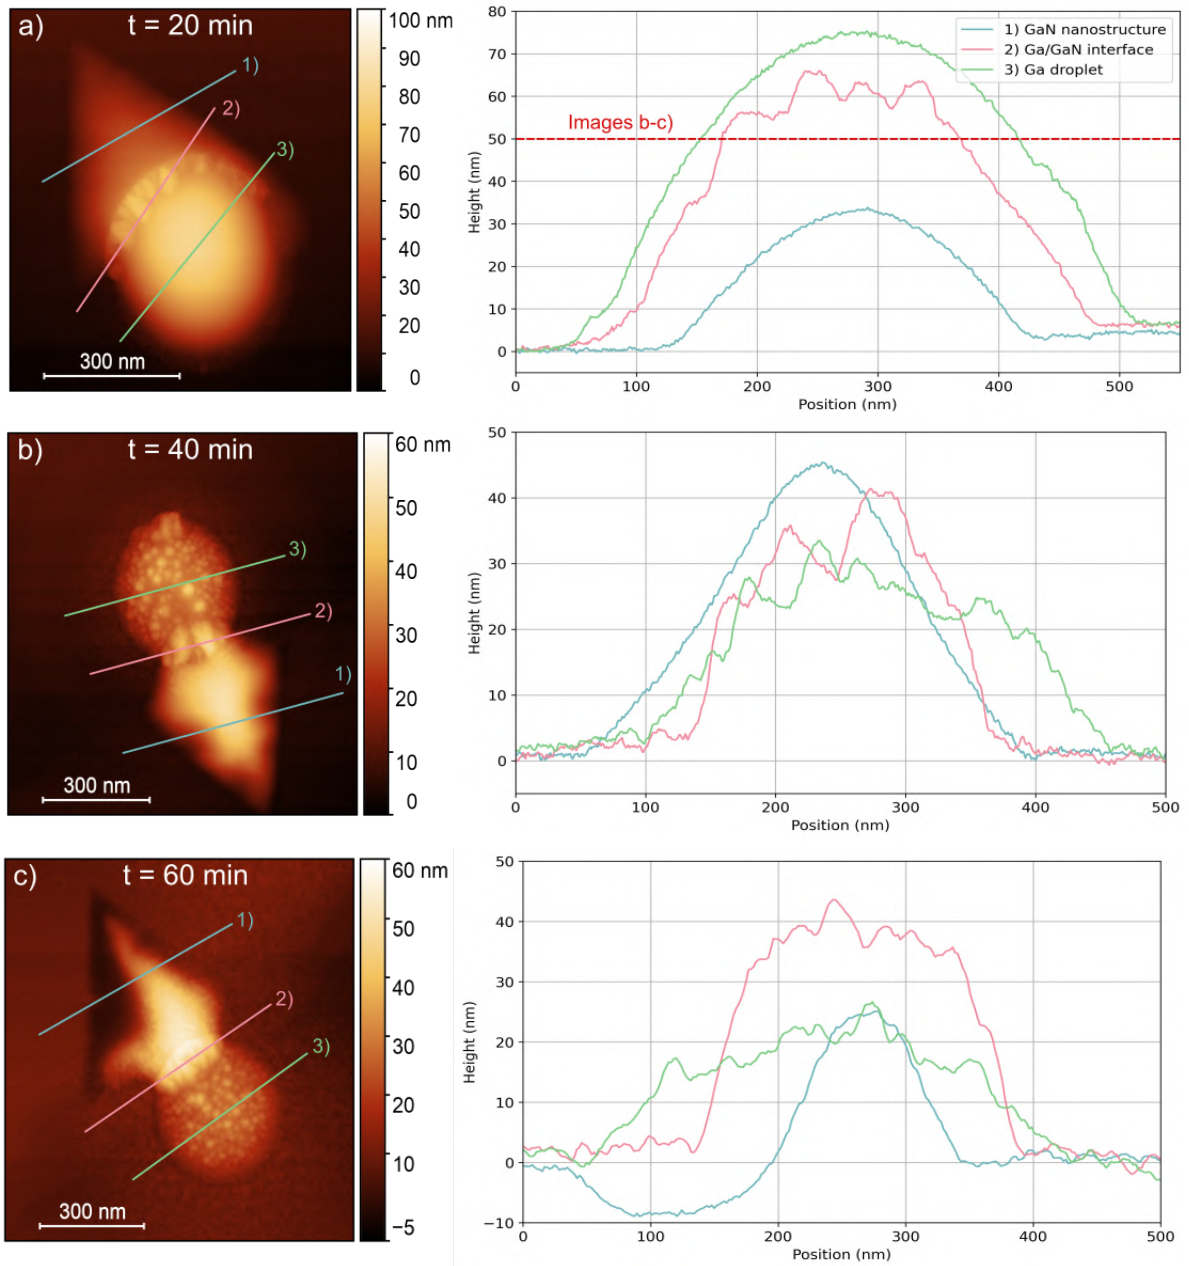 a)
t = 20 min
1)
2)
3)
300 nm
100 nm
90
80
70
60
50
40
30
20
0
80
70
60
50
40
30
20
10
0
Height (nm)
Images b-c)
1) GaN nanostructure
2) Ga/GaN interface
3) Ga droplet
0 100 200 300 400 500
Position (nm)
b)
t = 40 min
3)
2)
1)
300 nm
60 nm
50
40
30
20
10
0
50
40
30
20
10
0
Height (nm)
0 100 200 300 400 500
Position (nm)
c)
t = 60 min
1)
2)
3)
300 nm
60 nm
50
40
30
20
10
−5
50
40
30
20
10
0
−10
Height (nm)
0 100 200 300 400 500
Position (nm)